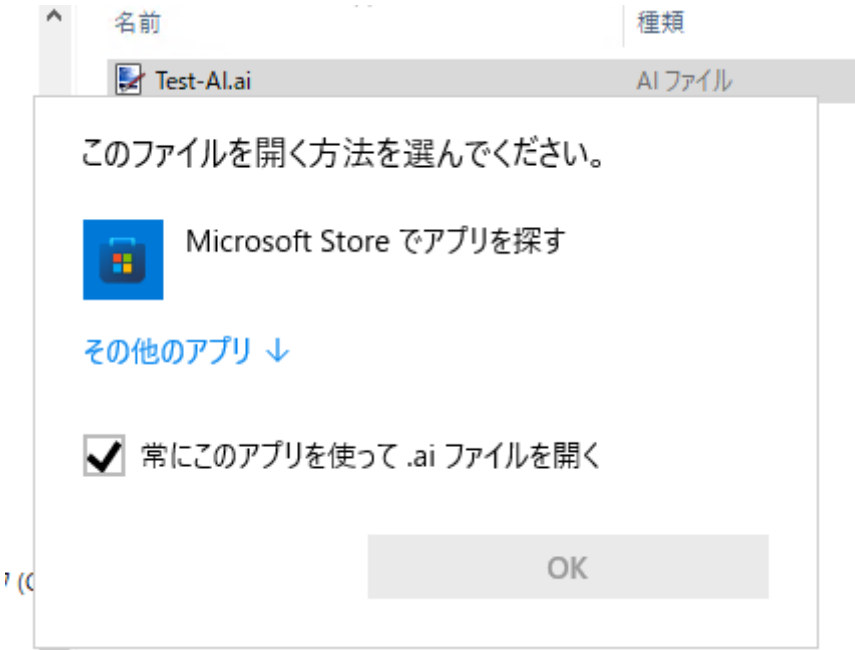 名前 種類
Test-AI.ai AI ファイル
このファイルを開く方法を選んでください。
Microsoft Store でアプリを探す
その他のアプリ ↓
常にこのアプリを使って .ai ファイルを開く
OK